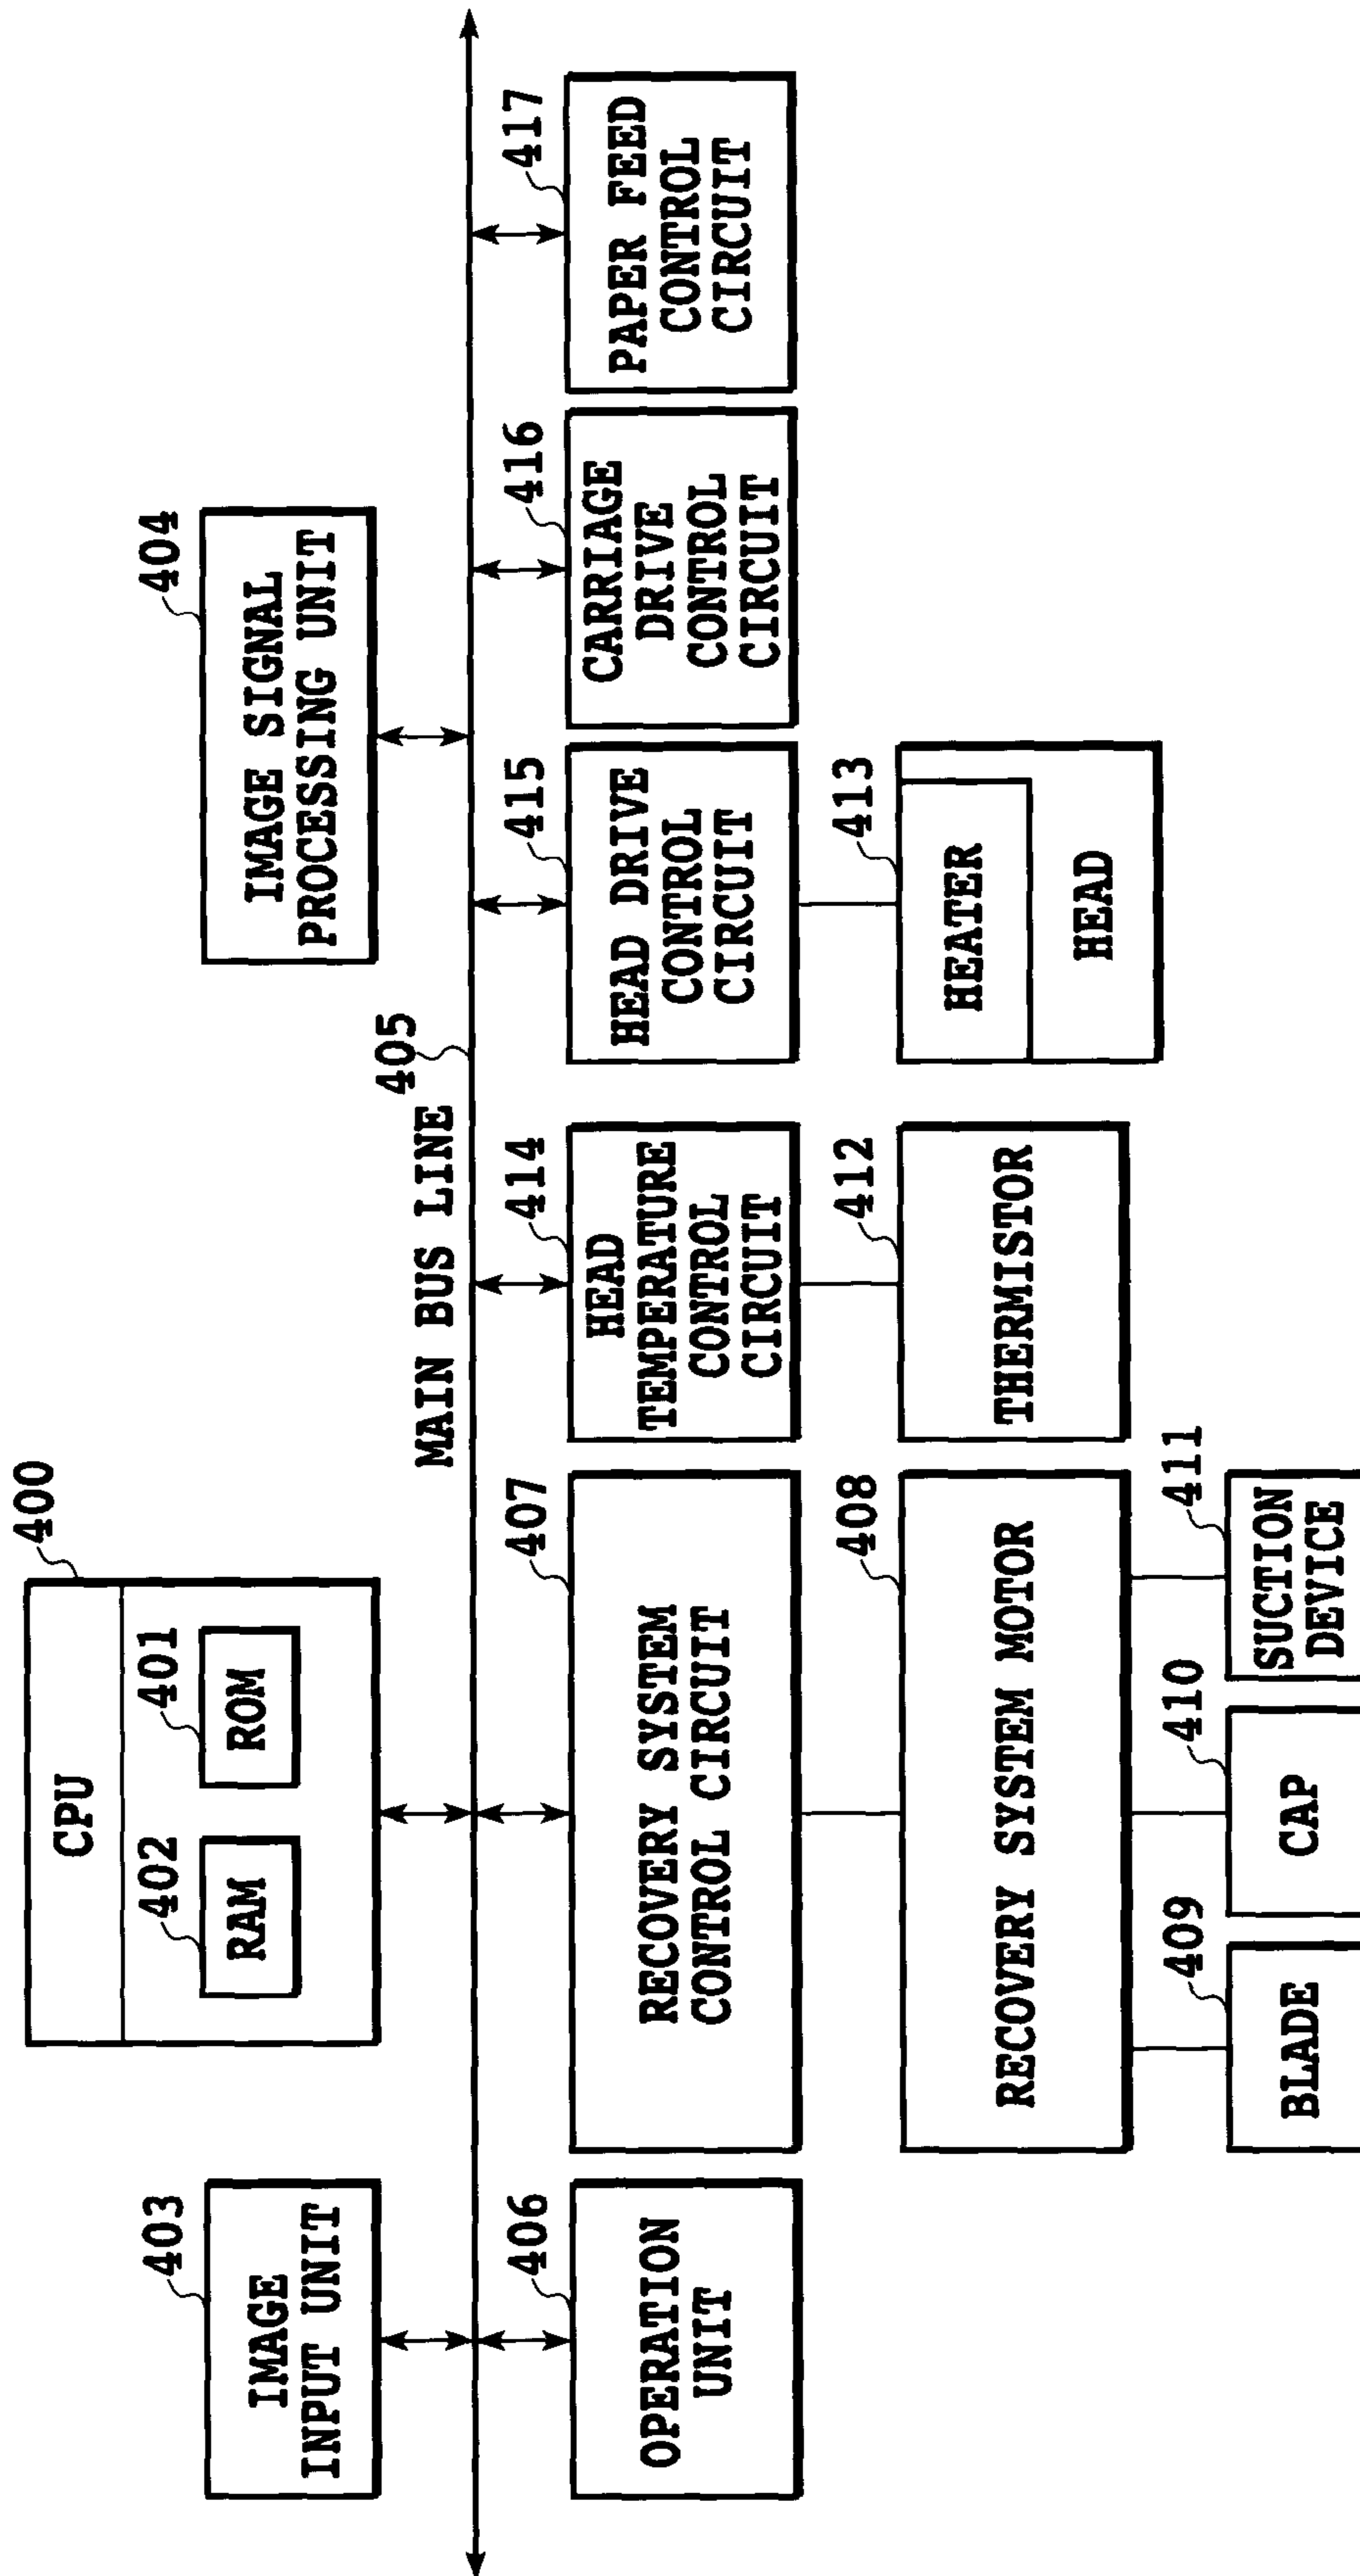 403
IMAGE
INPUT UNIT
400
CPU
402
RAM
401
ROM
404
IMAGE SIGNAL
PROCESSING UNIT
MAIN BUS LINE
405
406
OPERATION
UNIT
407
RECOVERY SYSTEM
CONTROL CIRCUIT
414
HEAD
TEMPERATURE
CONTROL
CIRCUIT
415
HEAD DRIVE
CONTROL
CIRCUIT
416
CARRIAGE
DRIVE
CONTROL
CIRCUIT
417
PAPER FEED
CONTROL
CIRCUIT
408
RECOVERY SYSTEM MOTOR
412
THERMISTOR
413
HEATER
HEAD
409
BLADE
410
CAP
411
SUCTION
DEVICE